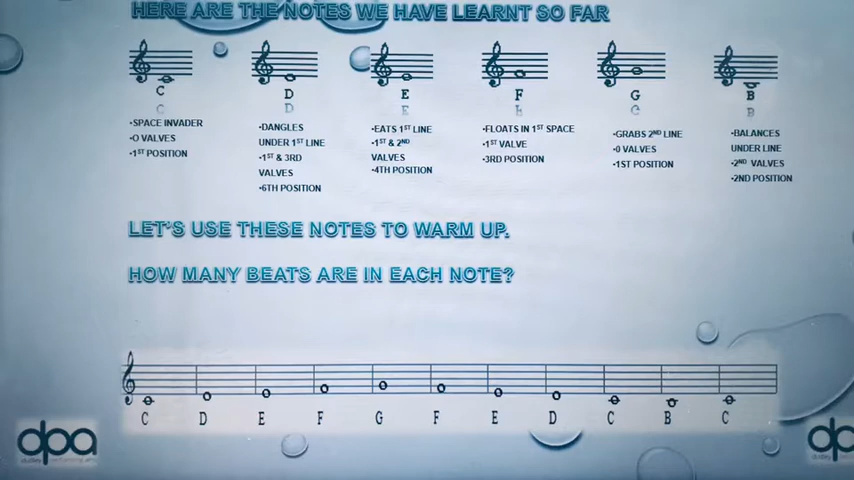 HERE ARE THE NOTES WE HAVE LEARNT SO FAR
C D E F G B
•SPACE INVADER
•0 VALVES
•1ST POSITION
•DANGLES
UNDER 1ST LINE
•1ST & 3RD
VALVES
•6TH POSITION
•EATS 1ST LINE
•1ST & 2ND
VALVES
•4TH POSITION
•FLOATS IN 1ST SPACE
•1ST VALVE
•3RD POSITION
•GRABS 2ND LINE
•0 VALVES
•1ST POSITION
•BALANCES
UNDER LINE
•2ND VALVES
•2ND POSITION
LET'S USE THESE NOTES TO WARM UP.
HOW MANY BEATS ARE IN EACH NOTE?
C D E F G F E D C B C
dpa
dp